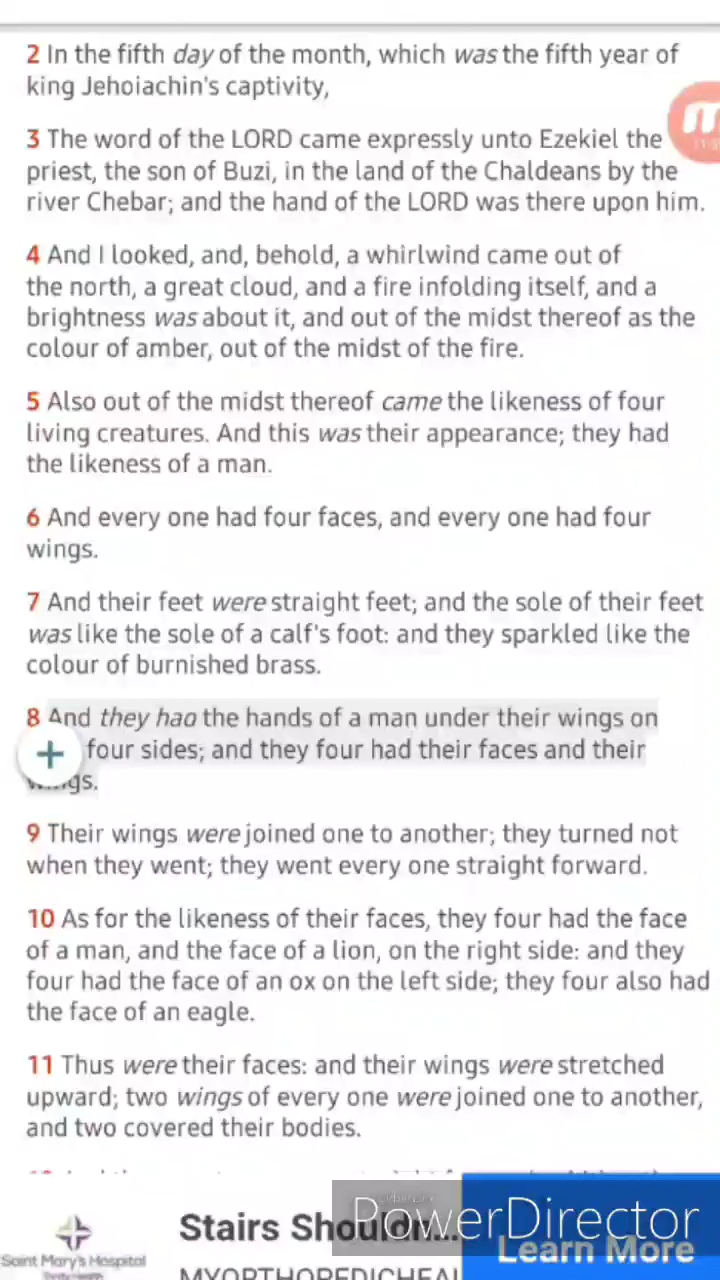 2 In the fifth day of the month, which was the fifth year of
king Jehoiachin's captivity,
3 The word of the LORD came expressly unto Ezekiel the
priest, the son of Buzi, in the land of the Chaldeans by the
river Chebar; and the hand of the LORD was there upon him.
4 And I looked, and, behold, a whirlwind came out of
the north, a great cloud, and a fire infolding itself, and a
brightness was about it, and out of the midst thereof as the
colour of amber, out of the midst of the fire.
5 Also out of the midst thereof came the likeness of four
living creatures. And this was their appearance; they had
the likeness of a man.
6 And every one had four faces, and every one had four
wings.
7 And their feet were straight feet; and the sole of their feet
was like the sole of a calf's foot: and they sparkled like the
colour of burnished brass.
8 And they had the hands of a man under their wings on
four sides; and they four had their faces and their
wings.
9 Their wings were joined one to another; they turned not
when they went; they went every one straight forward.
10 As for the likeness of their faces, they four had the face
of a man, and the face of a lion, on the right side: and they
four had the face of an ox on the left side; they four also had
the face of an eagle.
11 Thus were their faces: and their wings were stretched
upward; two wings of every one were joined one to another,
and two covered their bodies.
Stairs Shouldn...
PowerDirector
Learn More
Saint Mary's Hospital
MYORTHOPEDICHEAL